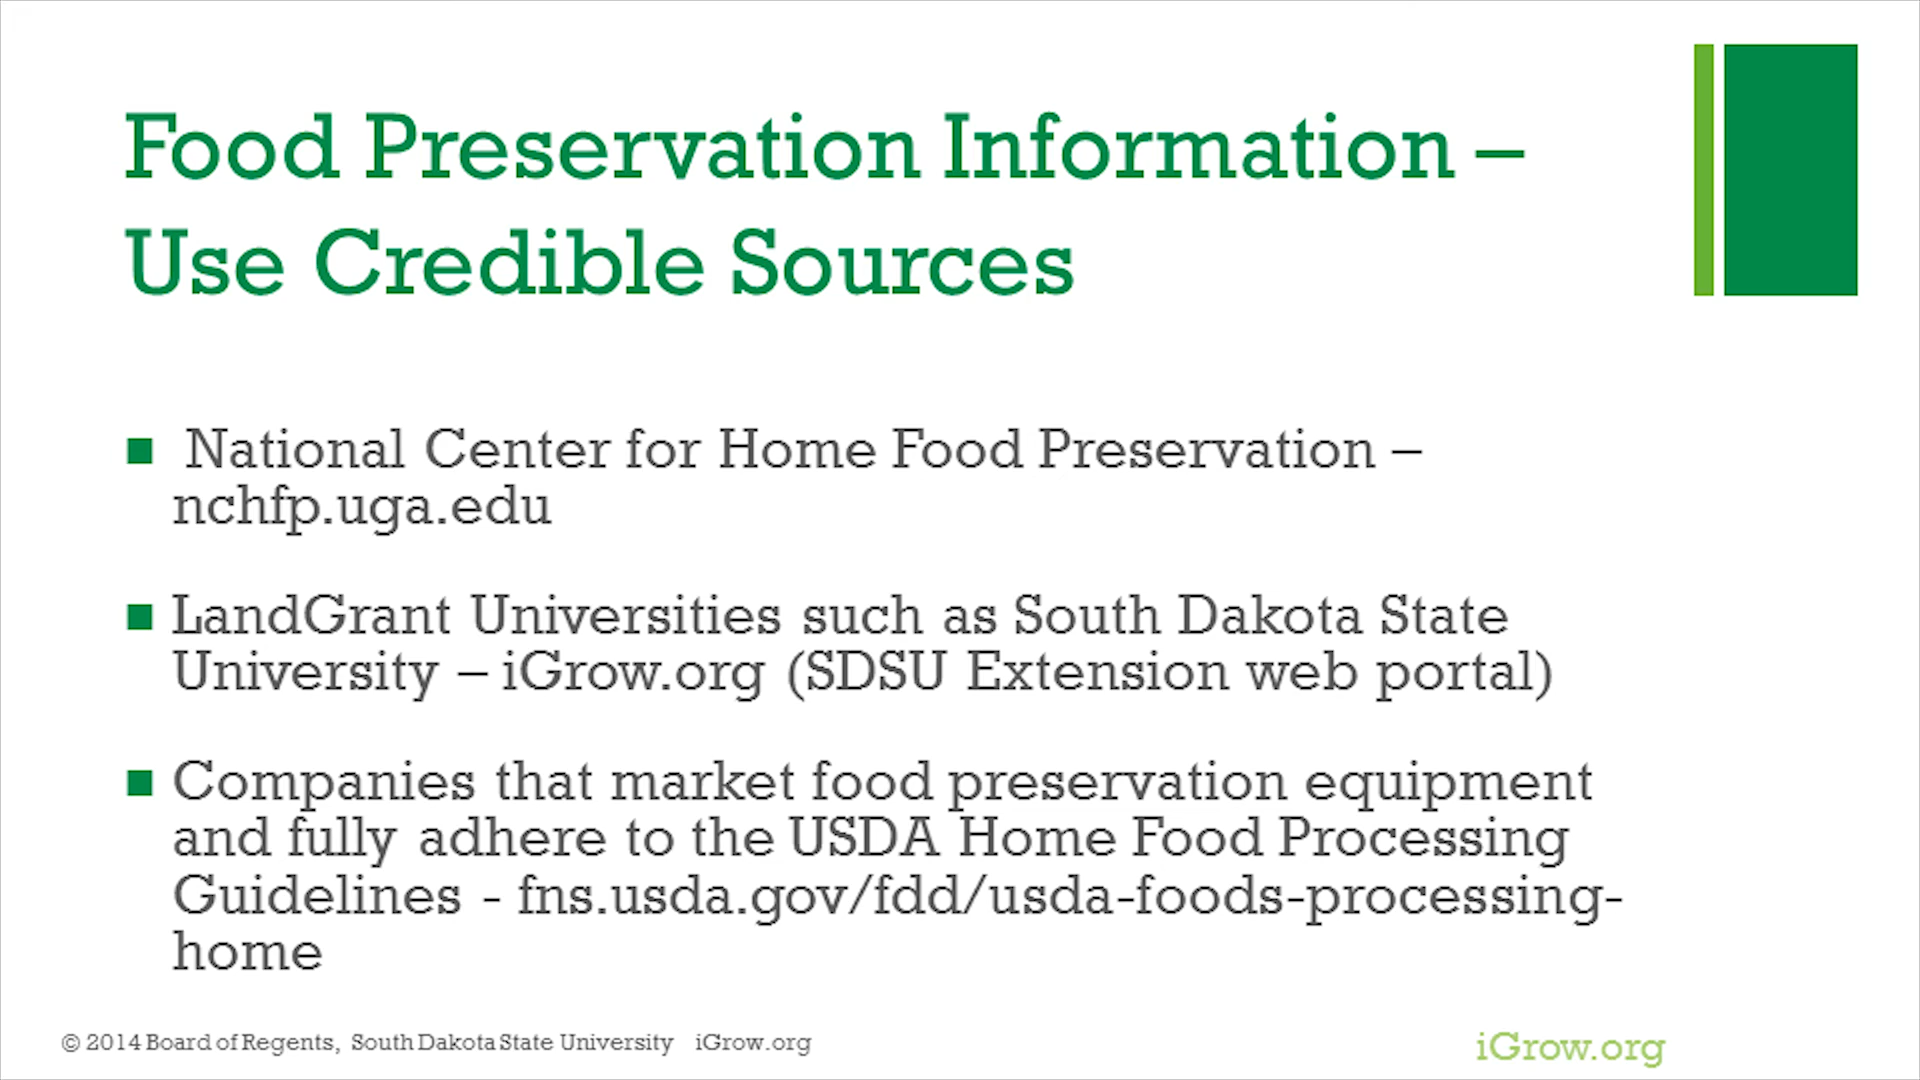 Food Preservation Information –
Use Credible Sources
National Center for Home Food Preservation –
nchfp.uga.edu
LandGrant Universities such as South Dakota State
University – iGrow.org (SDSU Extension web portal)
Companies that market food preservation equipment
and fully adhere to the USDA Home Food Processing
Guidelines - fns.usda.gov/fdd/usda-foods-processing-
home
© 2014 Board of Regents, South Dakota State University iGrow.org
iGrow.org